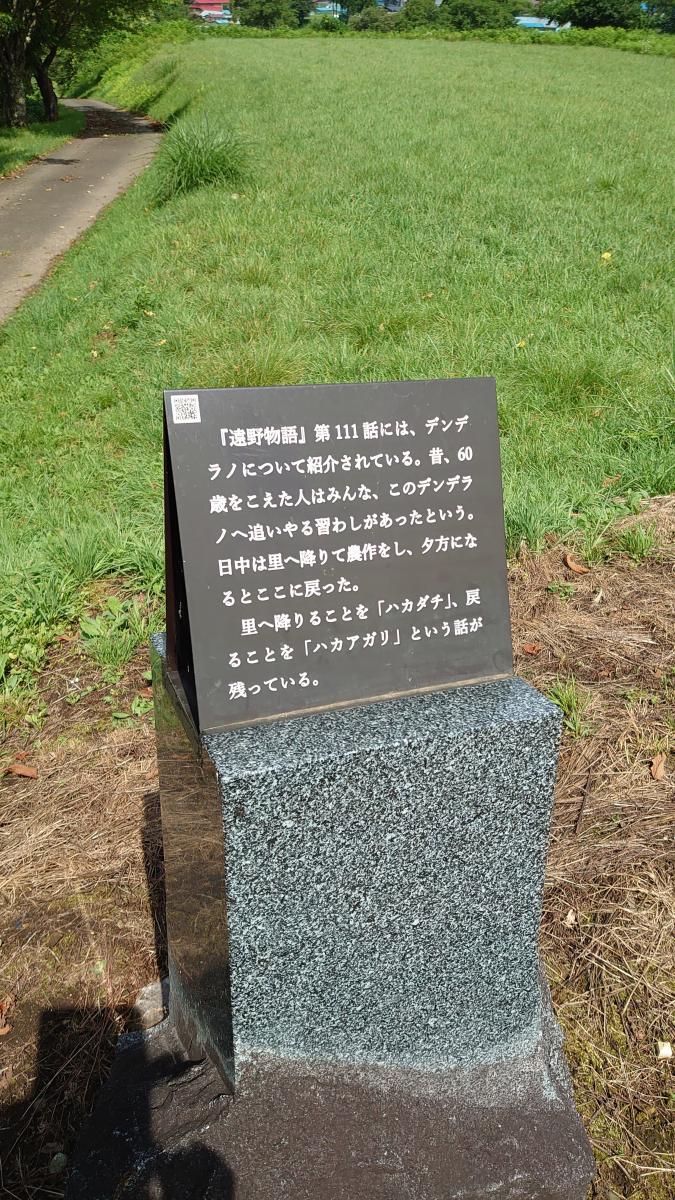 『遠野物語』第111話には、デンデ
ラノについて紹介されている。昔、60
歳をこえた人はみんな、このデンデラ
ノへ追いやる習わしがあったという。
日中は里へ降りて農作をし、夕方にな
るとここに戻った。
里へ降りることを「ハカダチ」、戻
ることを「ハカアガリ」という話が
残っている。